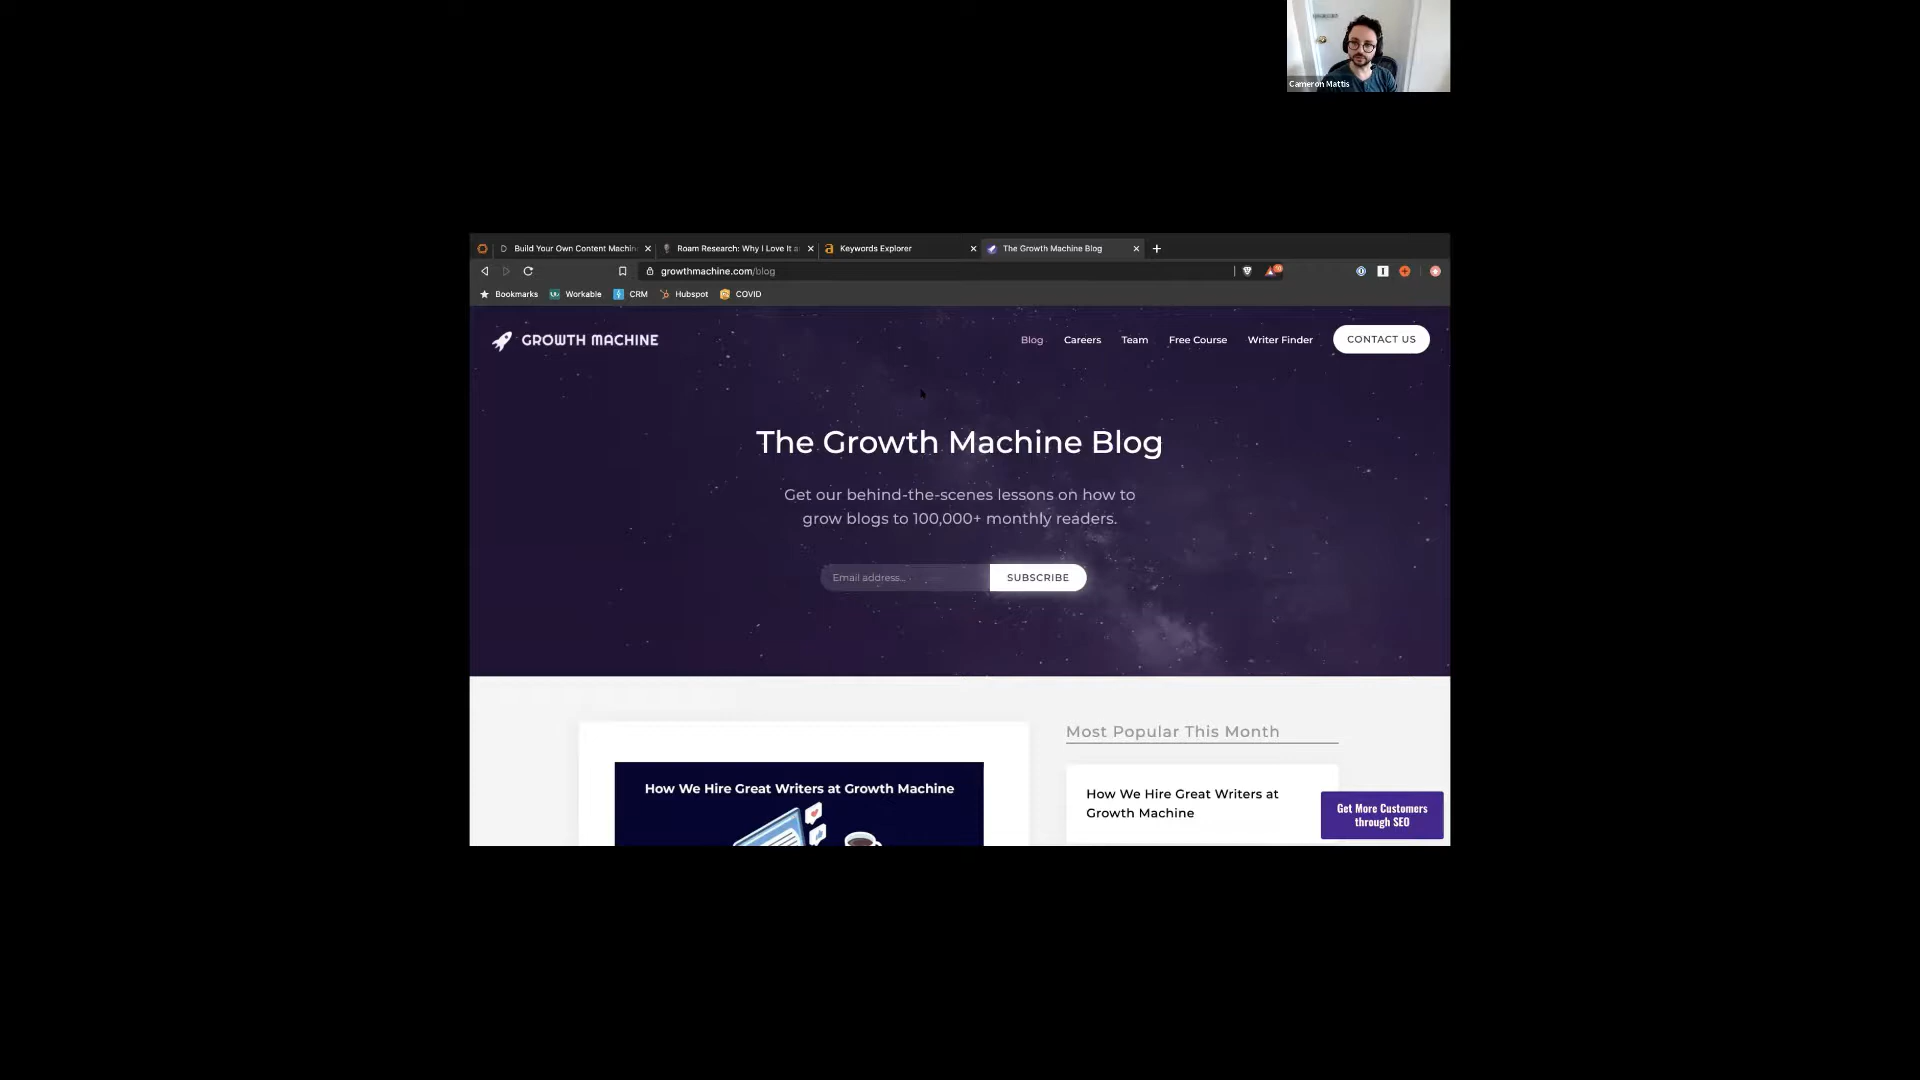 Cameron Mattis
Build Your Own Content Machin
Roam Research: Why I Love It a
Keywords Explorer
The Growth Machine Blog
growthmachine.com/blog
Bookmarks
Workable
CRM
Hubspot
COVID
GROWTH MACHINE
Blog
Careers
Team
Free Course
Writer Finder
CONTACT US
The Growth Machine Blog
Get our behind-the-scenes lessons on how to
grow blogs to 100,000+ monthly readers.
Email address...
SUBSCRIBE
Most Popular This Month
How We Hire Great Writers at Growth Machine
How We Hire Great Writers at
Growth Machine
Get More Customers
through SEO